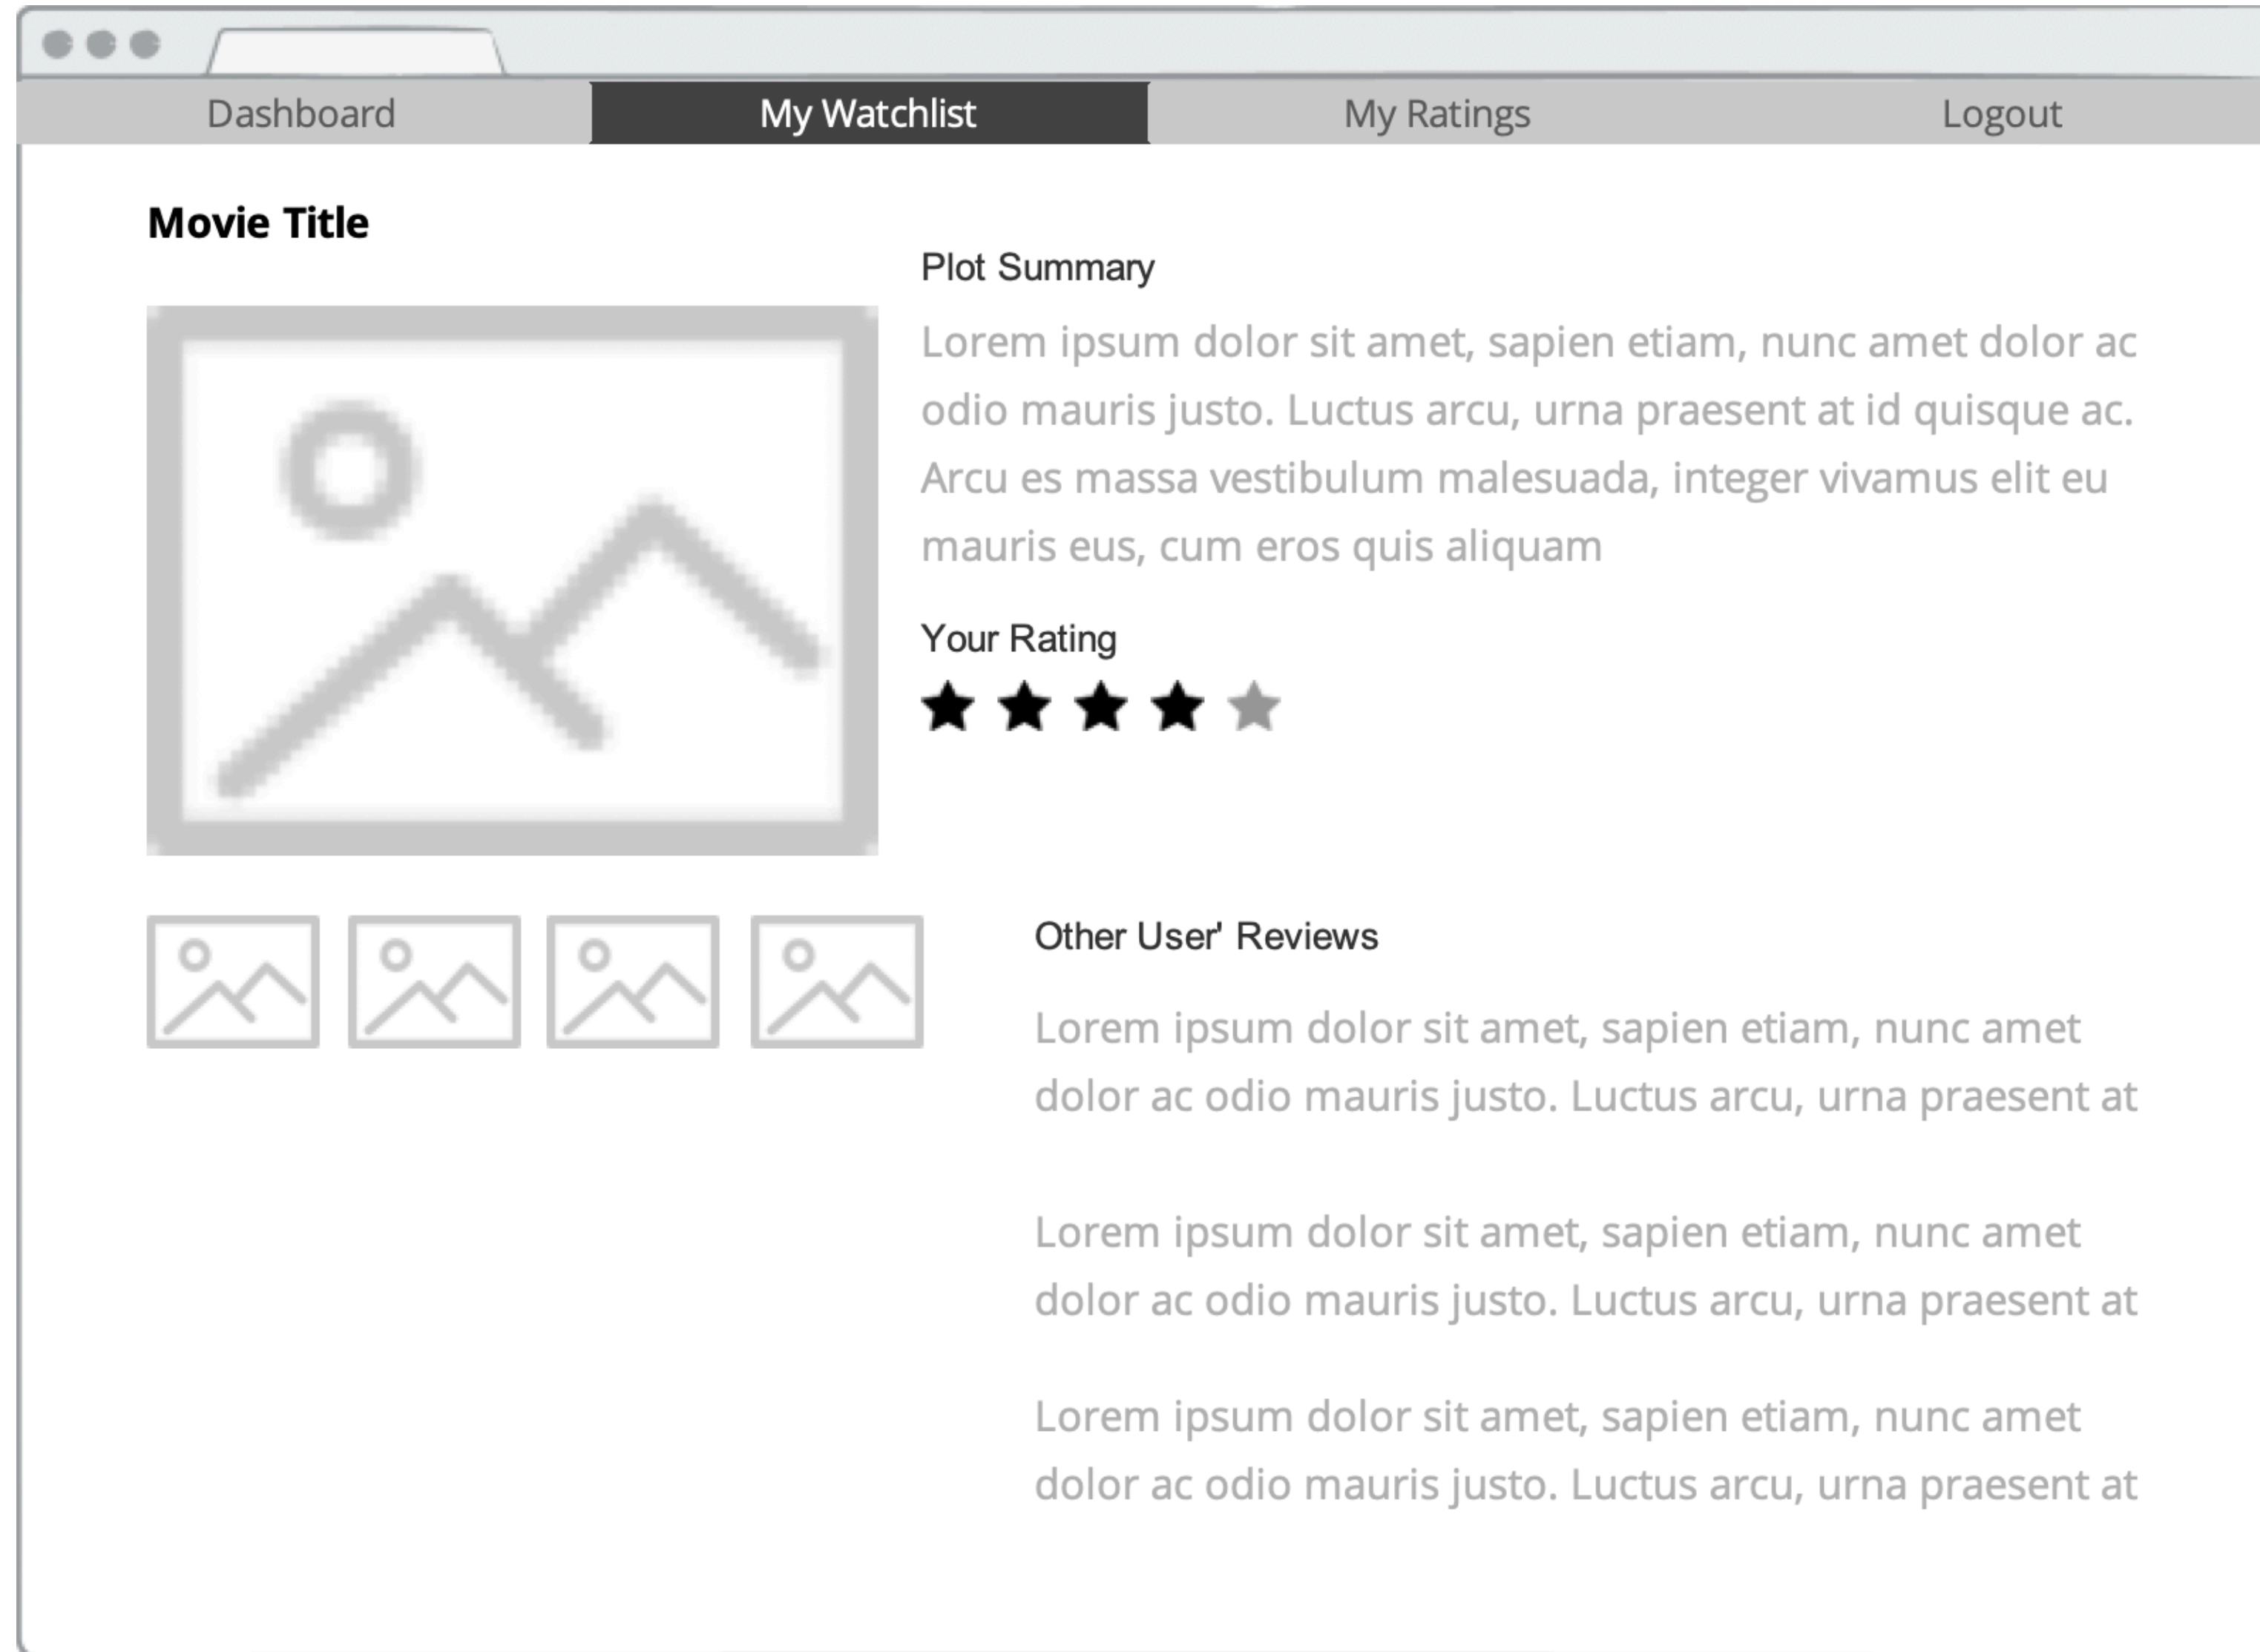 Dashboard
My Watchlist
My Ratings
Logout
Movie Title
Plot Summary
Lorem ipsum dolor sit amet, sapien etiam, nunc amet dolor ac
odio mauris justo. Luctus arcu, urna praesent at id quisque ac.
Arcu es massa vestibulum malesuada, integer vivamus elit eu
mauris eus, cum eros quis aliquam
Your Rating
Other User' Reviews
Lorem ipsum dolor sit amet, sapien etiam, nunc amet
dolor ac odio mauris justo. Luctus arcu, urna praesent at
Lorem ipsum dolor sit amet, sapien etiam, nunc amet
dolor ac odio mauris justo. Luctus arcu, urna praesent at
Lorem ipsum dolor sit amet, sapien etiam, nunc amet
dolor ac odio mauris justo. Luctus arcu, urna praesent at